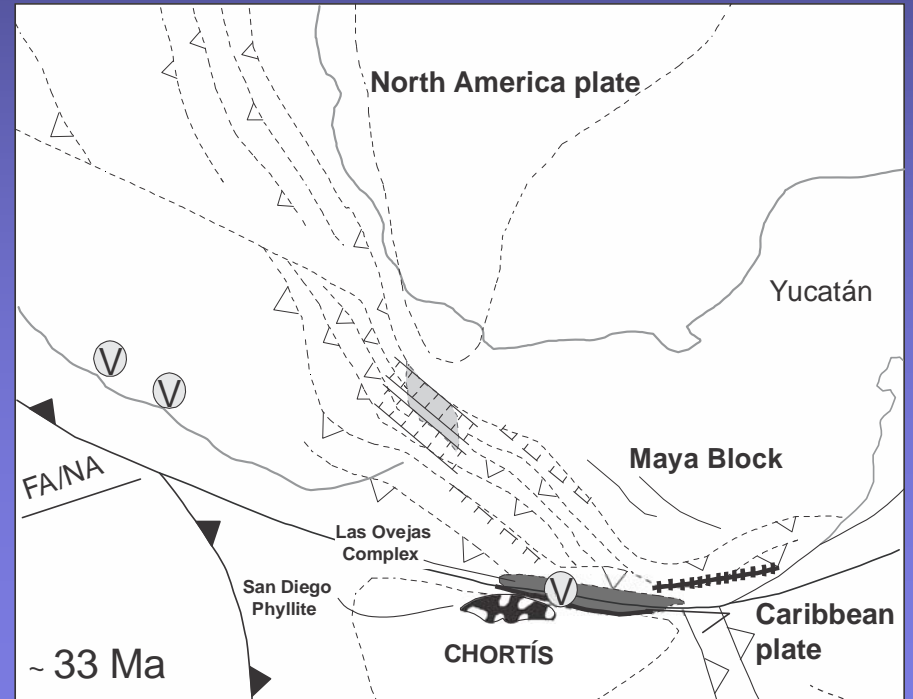 North America plate
Yucatán
V
V
Maya Block
FA/NA
Las Ovejas
Complex
V
San Diego
Phyllite
Caribbean
plate
CHORTÍS
~ 33 Ma